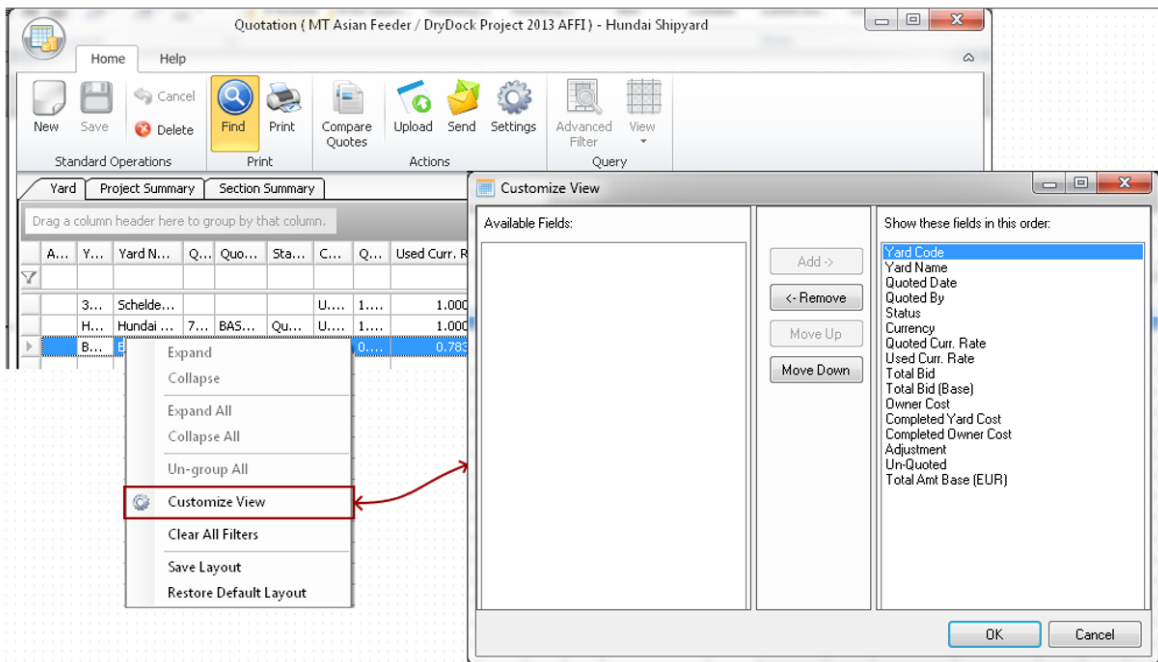 Quotation { MT Asian Feeder / DryDock Project 2013 AFFI } - Hundai Shipyard
Home Help
New Save Cancel Delete Find Print Compare Quotes Upload Send Settings Advanced Filter View
Standard Operations Print Actions Query
Yard Project Summary Section Summary
Drag a column header here to group by that column.
A... Y... Yard N... Q... Quo... Sta... C... Q... Used Curr. R
3... Schelde... U... 1... 1.000
H... Hundai ... 7... BAS... Qu... U... 1... 1.000
B... 0... 0.783
Expand
Collapse
Expand All
Collapse All
Un-group All
Customize View
Clear All Filters
Save Layout
Restore Default Layout
Customize View
Available Fields:
Add ->
<- Remove
Move Up
Move Down
Show these fields in this order:
Yard Code
Yard Name
Quoted Date
Quoted By
Status
Currency
Quoted Curr. Rate
Used Curr. Rate
Total Bid
Total Bid (Base)
Owner Cost
Completed Yard Cost
Completed Owner Cost
Adjustment
Un-Quoted
Total Amt Base (EUR)
OK Cancel